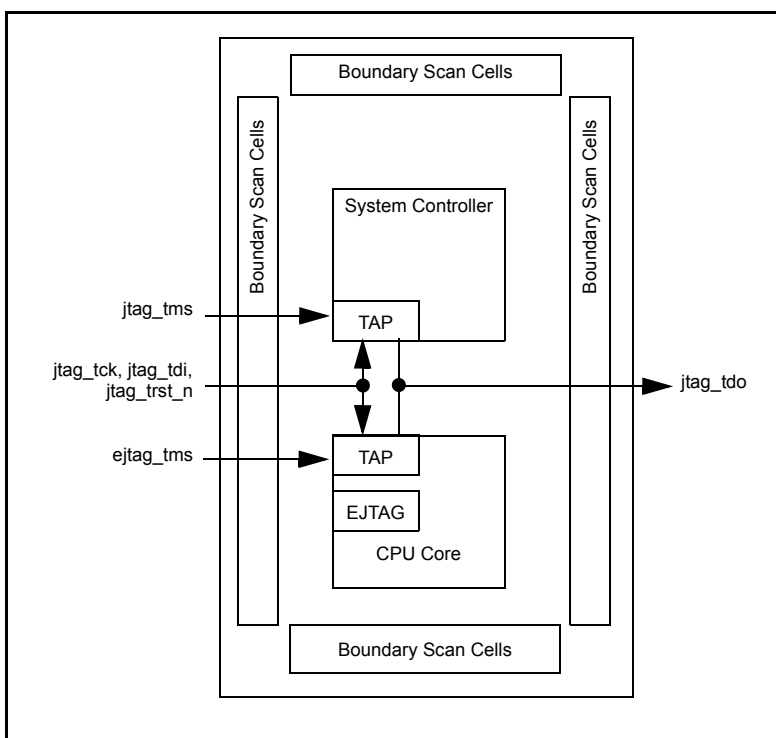 Boundary Scan Cells
Boundary Scan Cells
Boundary Scan Cells
System Controller
jtag_tms
TAP
jtag_tck, jtag_tdi,
jtag_trst_n
jtag_tdo
ejtag_tms
TAP
EJTAG
CPU Core
Boundary Scan Cells